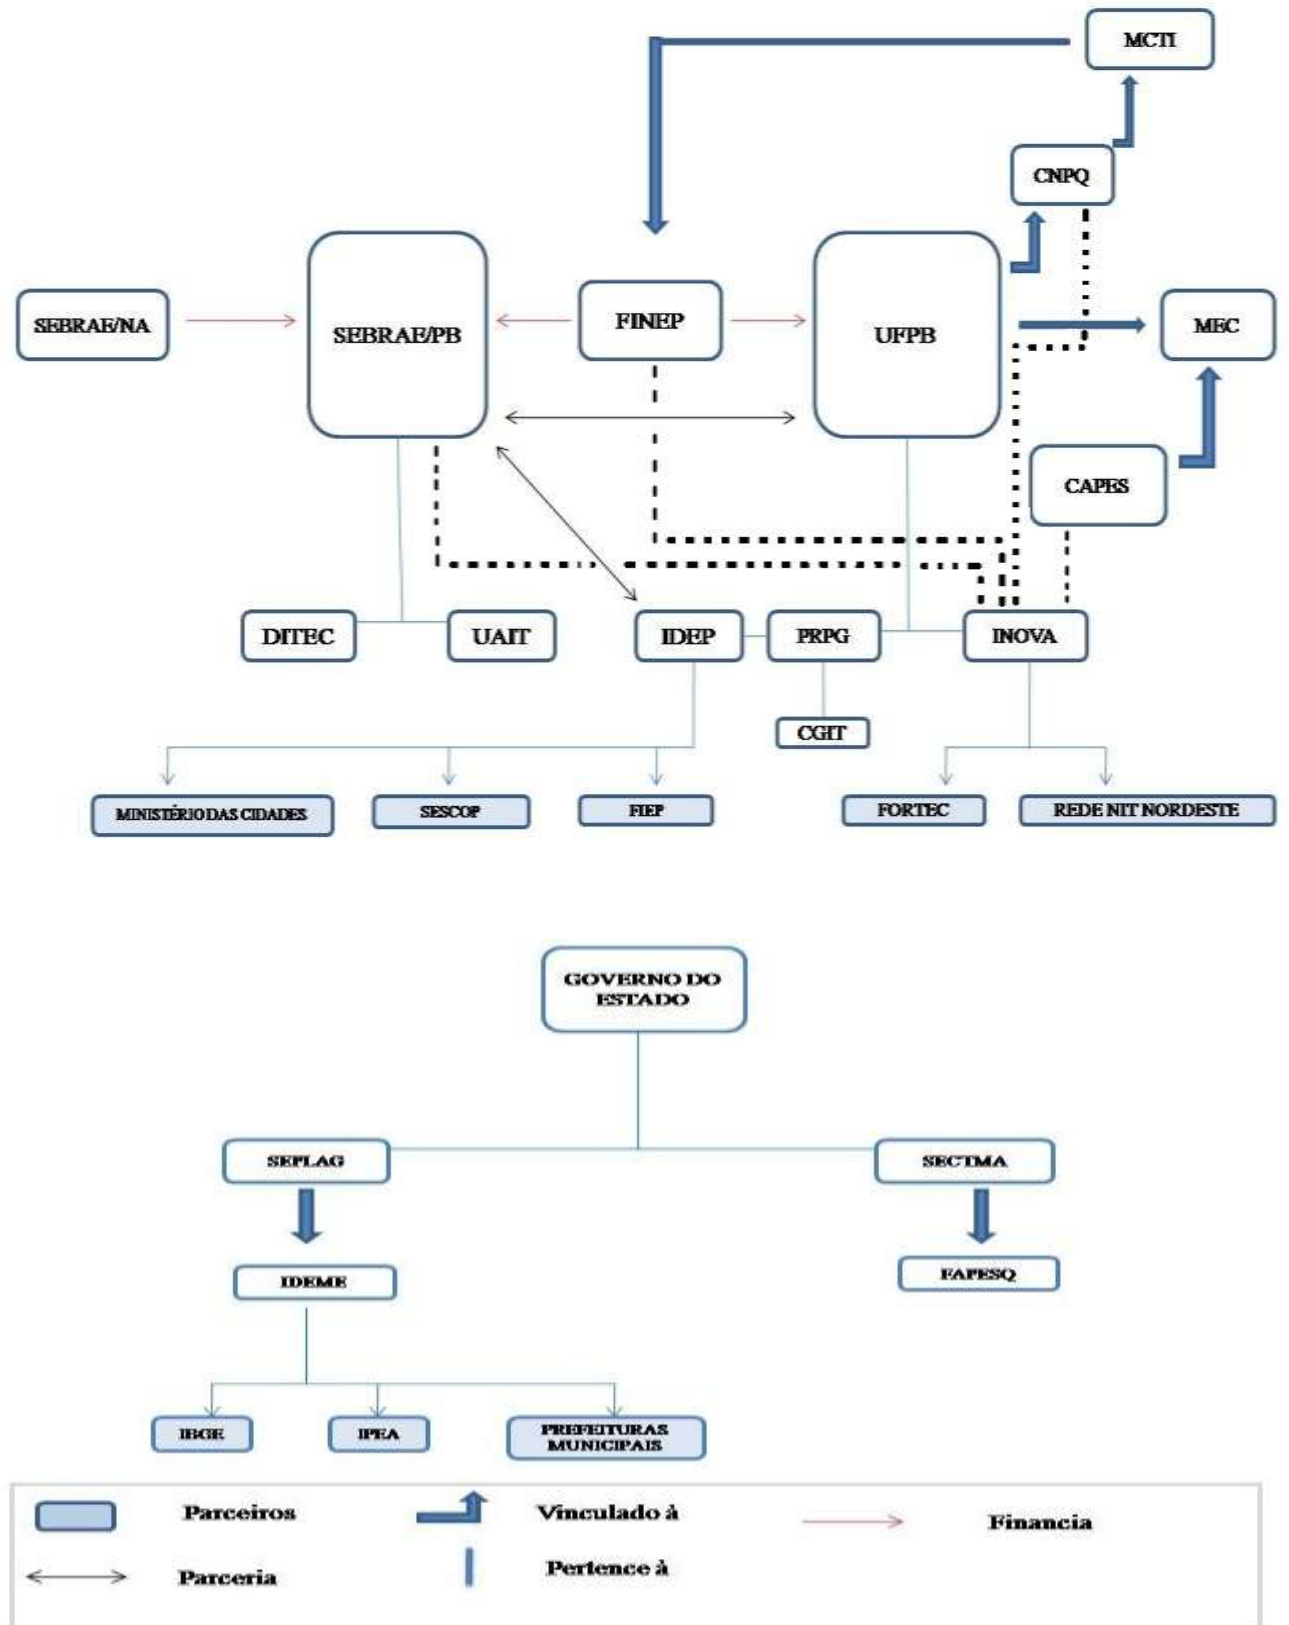 MCTI
CNPQ
SEBRAE/NA
SEBRAE/PB
FINEP
UFPB
MEC
CAPES
DITEC
UAIT
IDEP
PRPG
INOVA
CGIT
MINISTÉRIO DAS CIDADES
SESCOP
FIEP
FORTEC
REDE NIT NORDESTE
GOVERNO DO
ESTADO
SEPLAG
SECTMA
IDEME
FAPESQ
IBGE
IPEA
PREFEITURAS
MUNICIPAIS
Parceiros
Vinculado à
Financia
Parceria
Pertence à